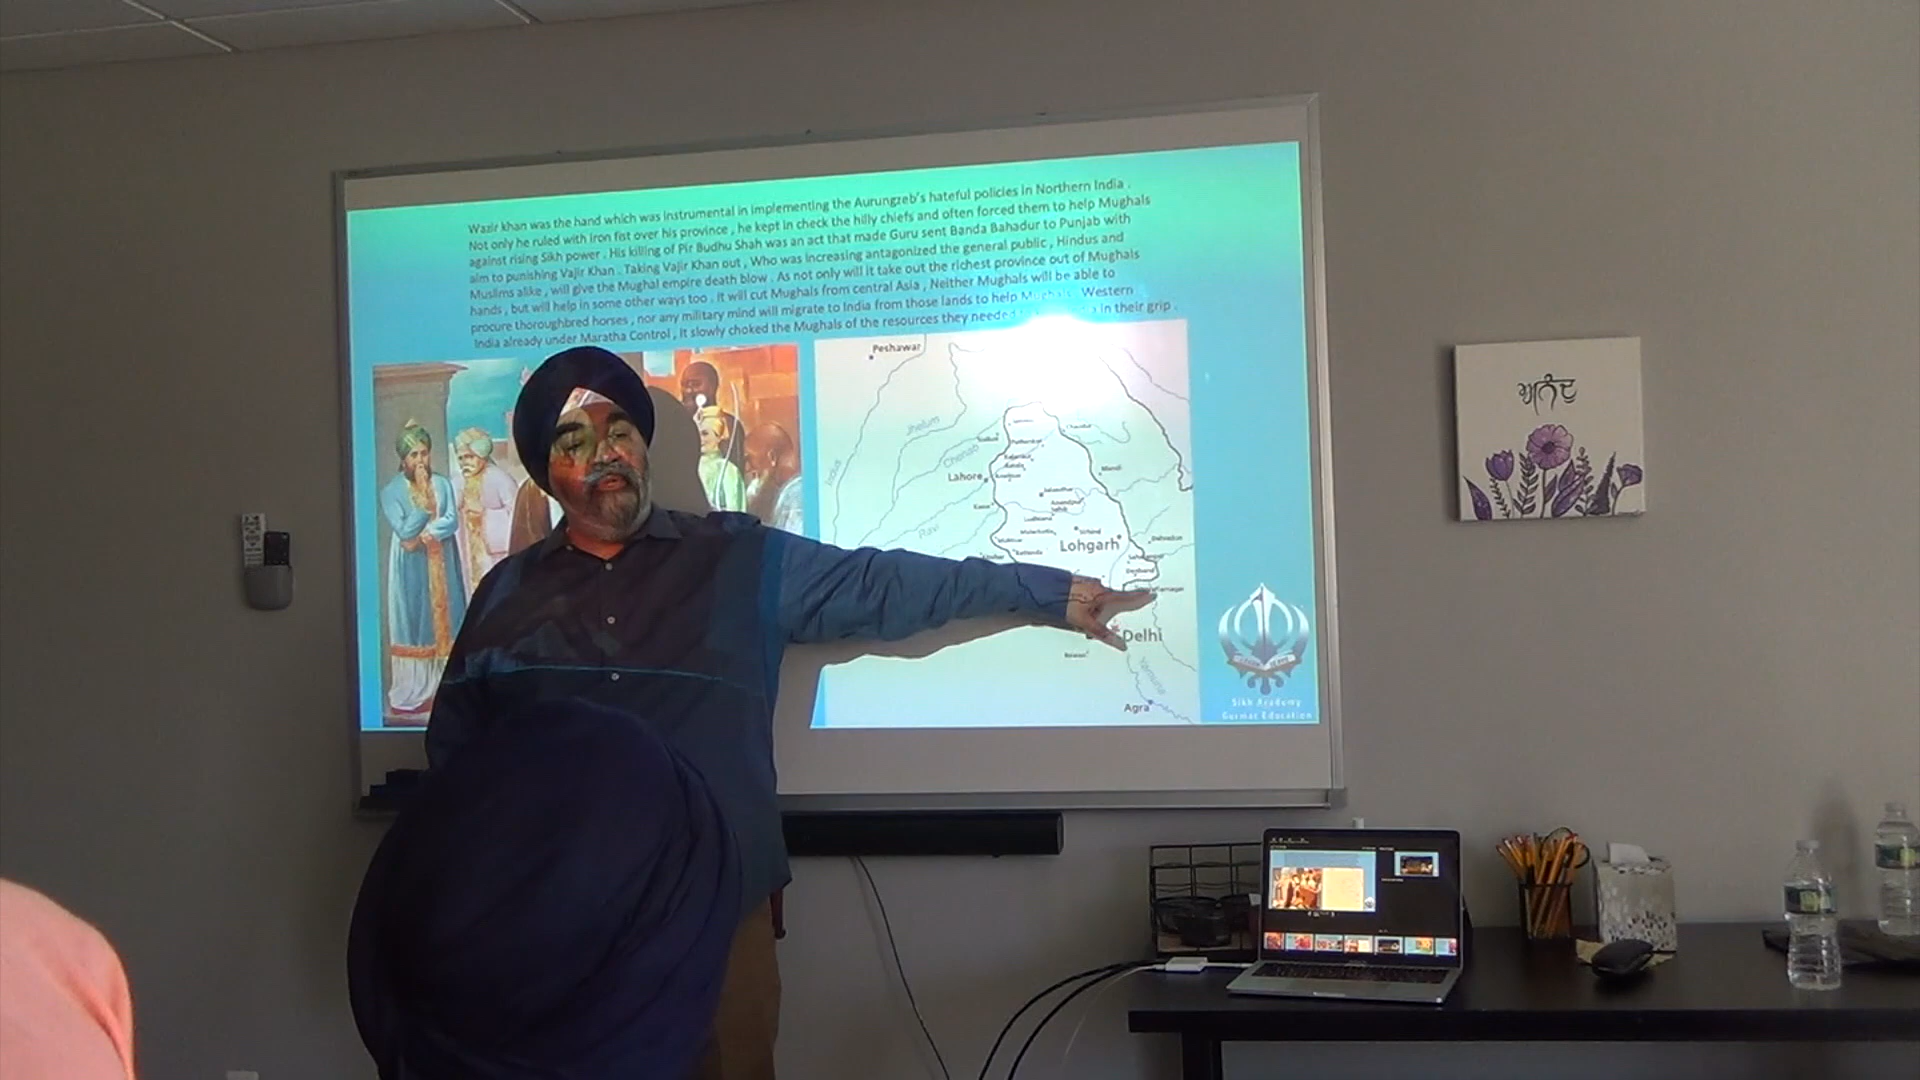 Wazir khan was the hand which was instrumental in implementing the Aurungzeb's hateful policies in Northern India .
Not only he ruled with iron fist over his province , he kept in check the hilly chiefs and often forced them to help Mughals
against rising Sikh power . His killing of Pir Budhu Shah was an act that made Guru sent Banda Bahadur to Punjab with
aim to punishing Vajir Khan . Taking Vajir Khan out , Who was increasing antagonized the general public , Hindus and
Muslims alike , will give the Mughal empire death blow . As not only will it take out the richest province out of Mughals
hands , but will help in some other ways too . It will cut Mughals from central Asia , Neither Mughals will be able to
procure thoroughbred horses , nor any military mind will migrate to India from those lands to help Mughals . Western
India already under Maratha Control , It slowly choked the Mughals of the resources they needed in their grip .
Peshawar
Jhelum
Chenab
Indus
Lahore
Mandi
Ravi
Lohgarh
Dehradun
Delhi
Yamuna
Agra
Sikh Academy
Gurmat Education
ਅਨੰਦੁ